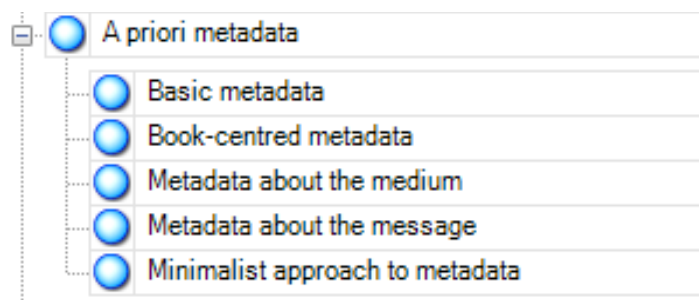 A priori metadata
Basic metadata
Book-centred metadata
Metadata about the medium
Metadata about the message
Minimalist approach to metadata